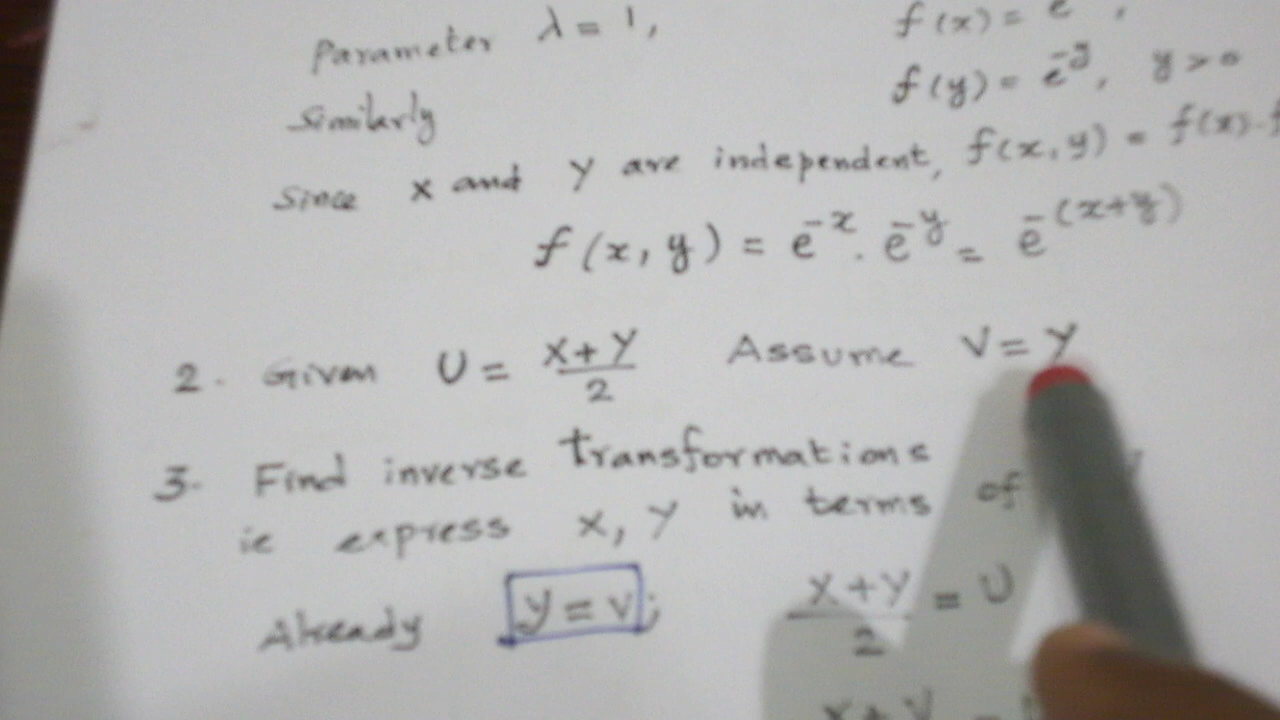 Parameter λ = 1, f(x) = e ,
Similarly f(y) = e^-y, y > 0
Since x and y are independent, f(x, y) = f(x).
f(x, y) = e^-x . e^-y = e^-(x+y)
2. Given U = (X+Y)/2 Assume V = Y
3. Find inverse transformations
ie express X, Y in terms of
Already y = v; (X+Y)/2 = U
X + V =